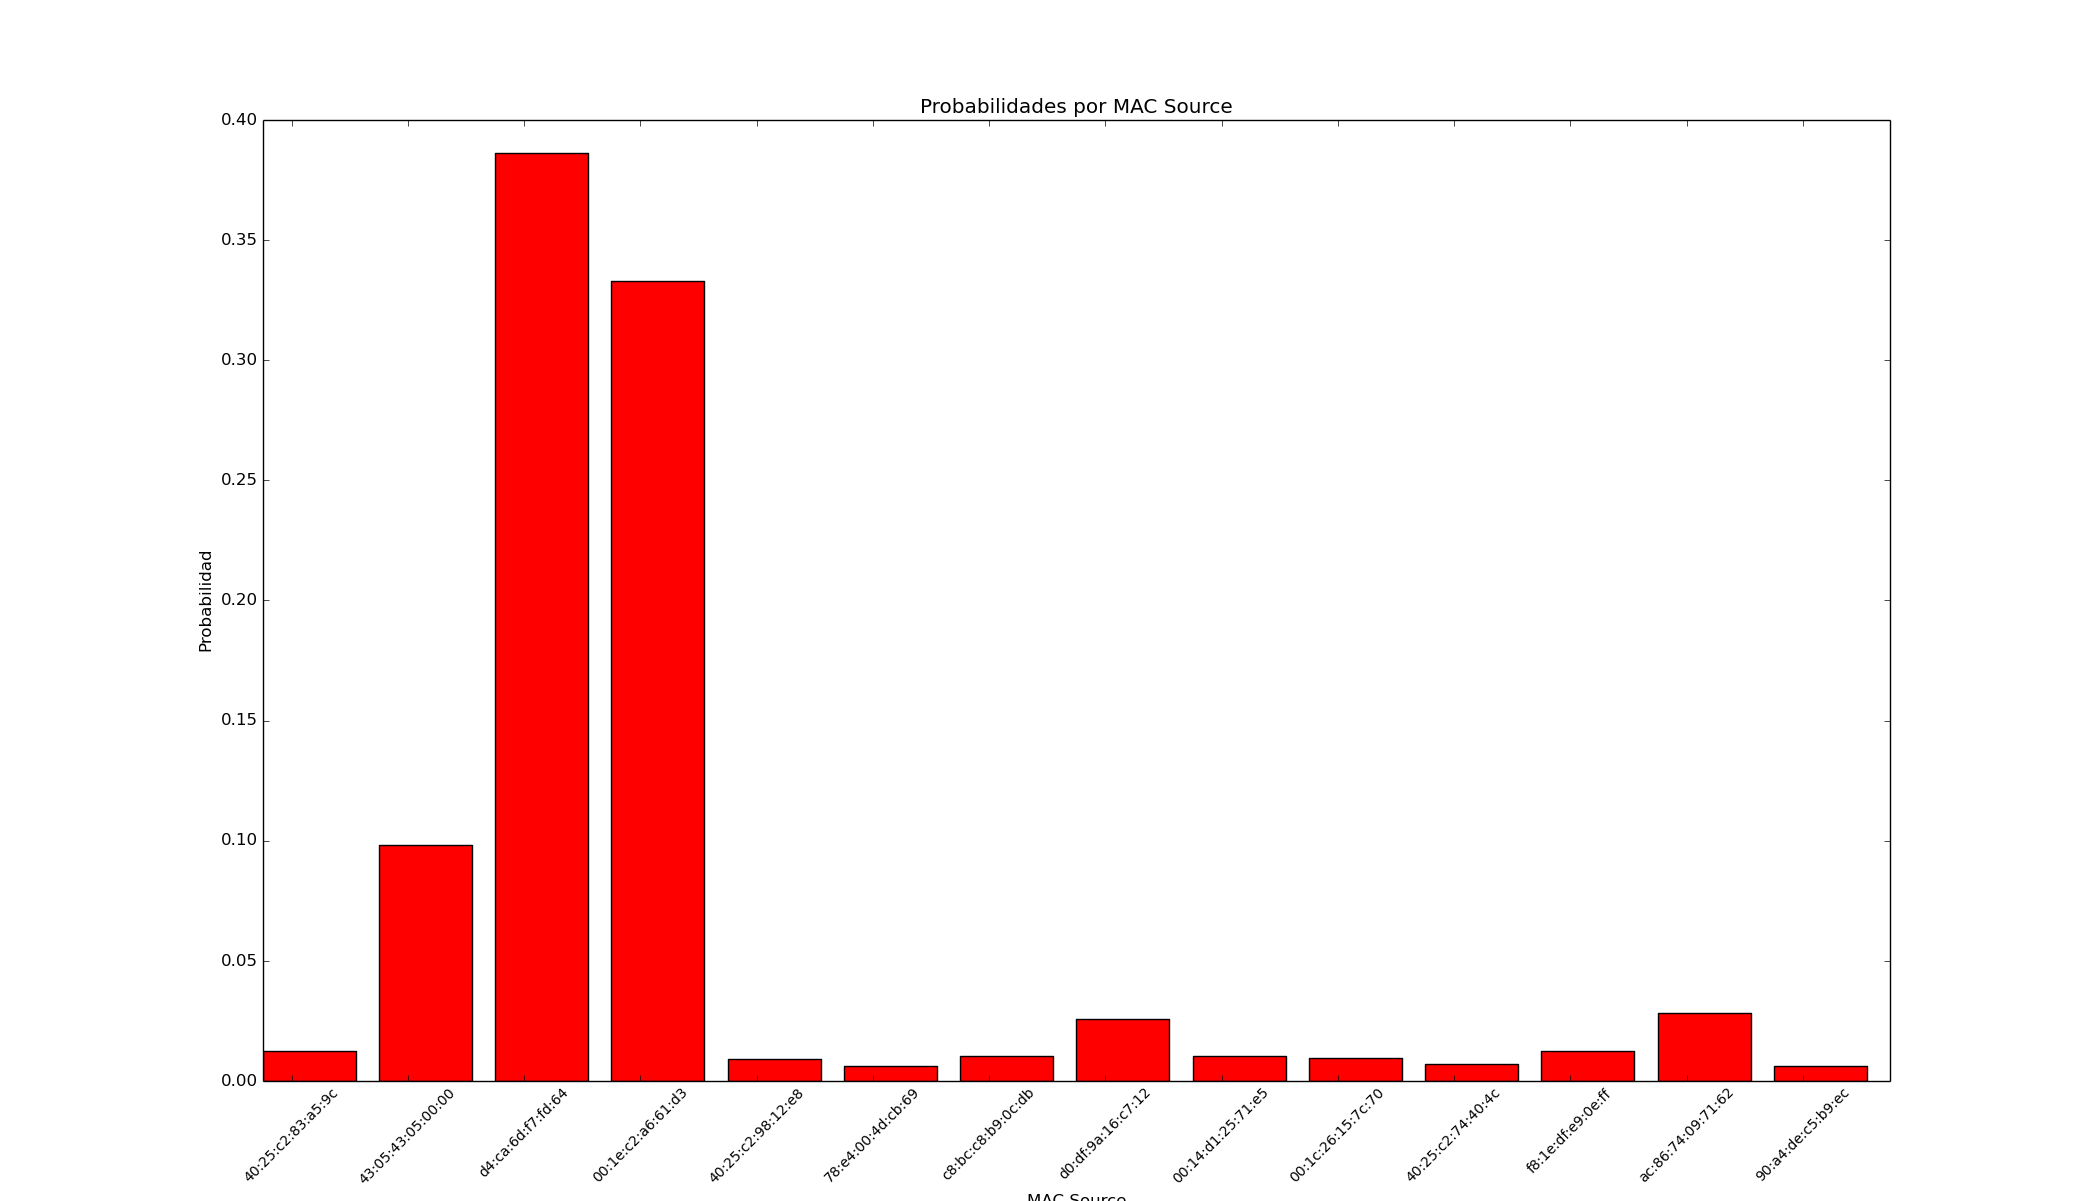 Probabilidades por MAC Source
0.40
0.35
0.30
0.25
0.20
0.15
0.10
0.05
0.00
Probabilidad
40:25:c2:83:a5:9c
43:05:43:05:00:00
d4:ca:6d:f7:fd:64
00:1e:c2:a6:61:d3
40:25:c2:98:12:e8
78:e4:00:4d:cb:69
c8:bc:c8:b9:0c:db
d0:df:9a:16:c7:12
00:14:d1:25:71:e5
00:1c:26:15:7c:70
40:25:c2:74:40:4c
f8:1e:df:e9:0e:ff
ac:86:74:09:71:62
90:a4:de:c5:b9:ec
MAC Source